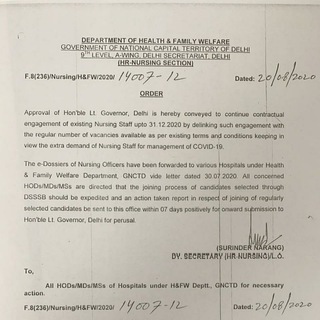 DEPARTMENT OF HEALTH & FAMILY WELFARE
GOVERNMENT OF NATIONAL CAPITAL TERRITORY OF DELHI
9TH LEVEL, A-WING, DELHI SECRETARIAT, DELHI
(HR-NURSING SECTION)
F.8(236)/Nursing/H&FW/2020/ 14007-12 Dated: 20/08/2020
ORDER
Approval of Hon'ble Lt. Governor, Delhi is hereby conveyed to continue contractual
engagement of existing Nursing Staff upto 31.12.2020 by delinking such engagement with
the regular number of vacancies available as per existing terms and conditions keeping in
view the extra demand of Nursing Staff for management of COVID-19.
The e-Dossiers of Nursing Officers have been forwarded to various Hospitals under Health
& Family Welfare Department, GNCTD vide letter dated 30.07.2020. All concerned
HODs/MDs/MSs are directed that the joining process of candidates selected through
DSSSB should be expedited and an action taken report in respect of joining of regularly
selected candidates be sent to this office within 07 days positively for onward submission to
Hon'ble Lt. Governor, Delhi for perusal.
(SURINDER NARANG)
DY. SECRETARY (HR-NURSING)/L.O.
To,
All HODs/MDs/MSs of Hospitals under H&FW Deptt., GNCTD for necessary
action.
F.8(236)/Nursing/H&FW/2020/ 14007-12 Dated: 20/08/2020